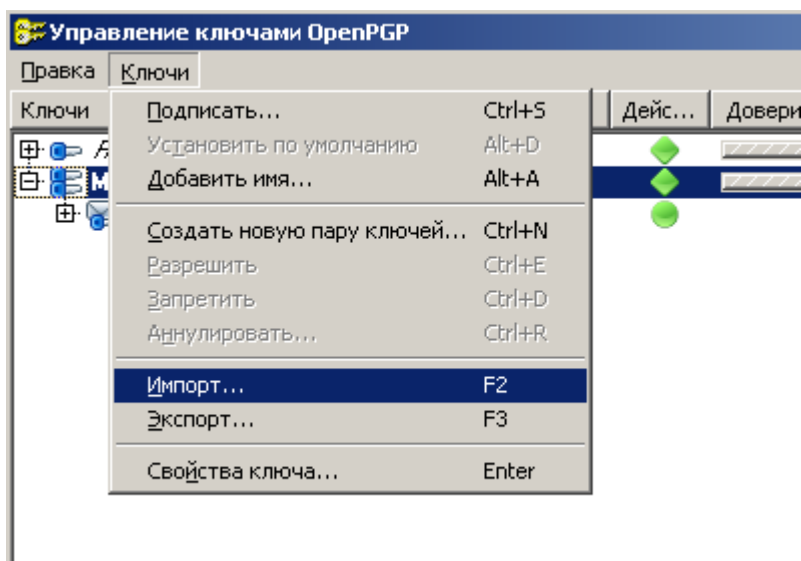 Управление ключами OpenPGP
Правка Ключи
Ключи Дейс... Довери
Подписать... Ctrl+S
Установить по умолчанию Alt+D
Добавить имя... Alt+A
Создать новую пару ключей... Ctrl+N
Разрешить Ctrl+E
Запретить Ctrl+D
Аннулировать... Ctrl+R
Импорт... F2
Экспорт... F3
Свойства ключа... Enter